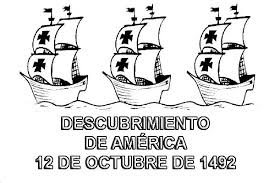 DESCUBRIMIENTO
DE AMÉRICA
12 DE OCTUBRE DE 1492